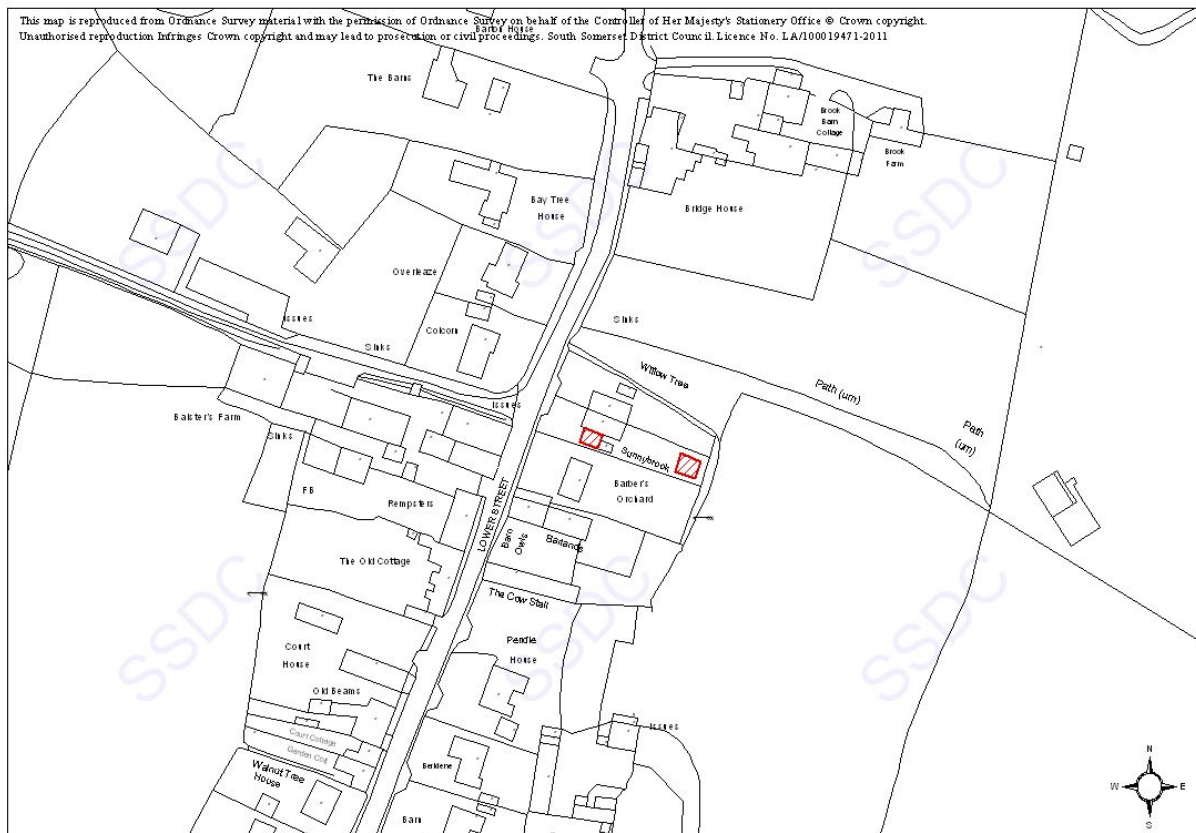 This map is reproduced from Ordnance Survey material with the permission of Ordnance Survey on behalf of the Controller of Her Majesty's Stationery Office © Crown copyright.
Unauthorised reproduction Infringes Crown copyright and may lead to prosecution or civil proceedings. South Somerset District Council. Licence No. LA/100019471-2011
Barton House
The Barns
Brook
Barn
Cottage
Brook
Farm
Bay Tree
House
Bridge House
Overleaze
Issues
Sinks
Colcorn
Sinks
Willow Tree
Path (um)
Path
(um)
Issues
Balster's Farm
Sinks
Sunnybrook
Barber's
Orchard
FB
Rempsters
LOWER STREET
Barn
Owls
Badands
The Old Cottage
The Cow Stall
Pendle
House
Court
House
Old Beams
Issues
Court Cottage
Garden Cott
Walnut Tree
House
Barn
N
W
E
S
SSDC
SSDC
SSDC
SSDC
SSDC
SSDC